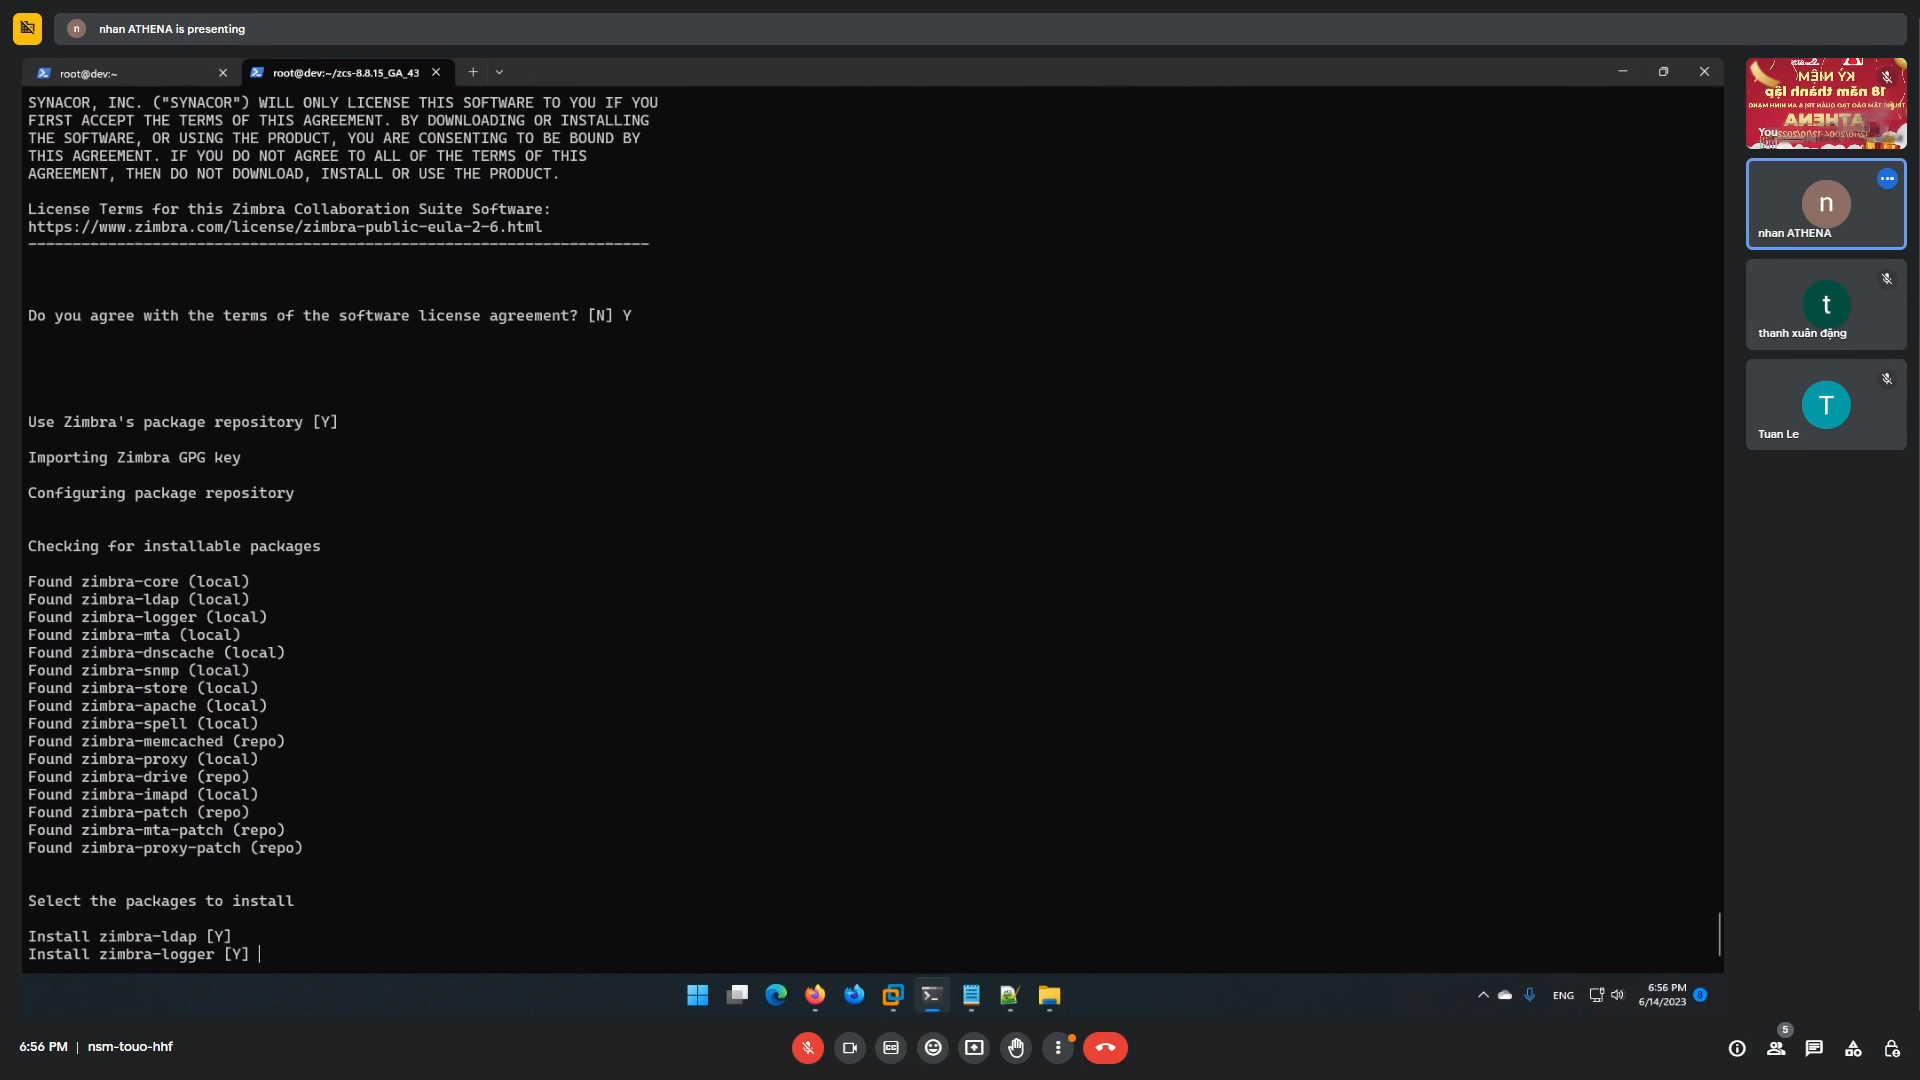 n nhan ATHENA is presenting
root@dev:~
root@dev:~/zcs-8.8.15_GA_43
SYNACOR, INC. ("SYNACOR") WILL ONLY LICENSE THIS SOFTWARE TO YOU IF YOU
FIRST ACCEPT THE TERMS OF THIS AGREEMENT. BY DOWNLOADING OR INSTALLING
THE SOFTWARE, OR USING THE PRODUCT, YOU ARE CONSENTING TO BE BOUND BY
THIS AGREEMENT. IF YOU DO NOT AGREE TO ALL OF THE TERMS OF THIS
AGREEMENT, THEN DO NOT DOWNLOAD, INSTALL OR USE THE PRODUCT.
License Terms for this Zimbra Collaboration Suite Software:
https://www.zimbra.com/license/zimbra-public-eula-2-6.html
Do you agree with the terms of the software license agreement? [N] Y
Use Zimbra's package repository [Y]
Importing Zimbra GPG key
Configuring package repository
Checking for installable packages
Found zimbra-core (local)
Found zimbra-ldap (local)
Found zimbra-logger (local)
Found zimbra-mta (local)
Found zimbra-dnscache (local)
Found zimbra-snmp (local)
Found zimbra-store (local)
Found zimbra-apache (local)
Found zimbra-spell (local)
Found zimbra-memcached (repo)
Found zimbra-proxy (local)
Found zimbra-drive (repo)
Found zimbra-imapd (local)
Found zimbra-patch (repo)
Found zimbra-mta-patch (repo)
Found zimbra-proxy-patch (repo)
Select the packages to install
Install zimbra-ldap [Y]
Install zimbra-logger [Y]
KỶ NIỆM
18 năm thành lập
ATHENA
You
n
nhan ATHENA
t
thanh xuân đặng
T
Tuan Le
ENG
6:56 PM
6/14/2023
8
6:56 PM | nsm-touo-hhf
5